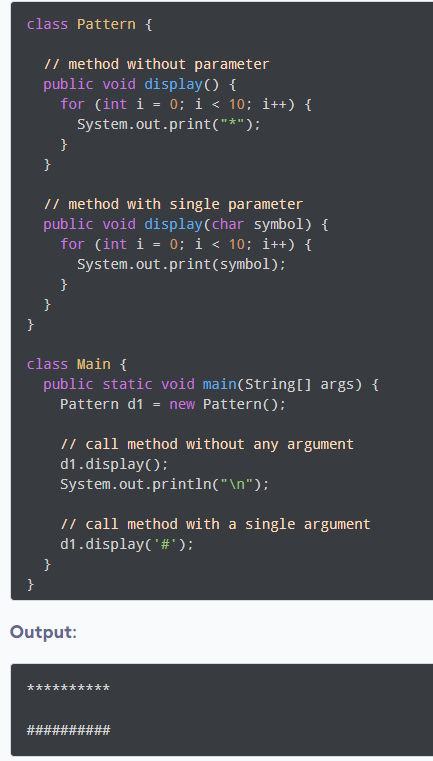 class Pattern {

  // method without parameter
  public void display() {
    for (int i = 0; i < 10; i++) {
      System.out.print("*");
    }
  }

  // method with single parameter
  public void display(char symbol) {
    for (int i = 0; i < 10; i++) {
      System.out.print(symbol);
    }
  }
}

class Main {
  public static void main(String[] args) {
    Pattern d1 = new Pattern();

    // call method without any argument
    d1.display();
    System.out.println("\n");

    // call method with a single argument
    d1.display('#');
  }
}

Output:

**********

##########